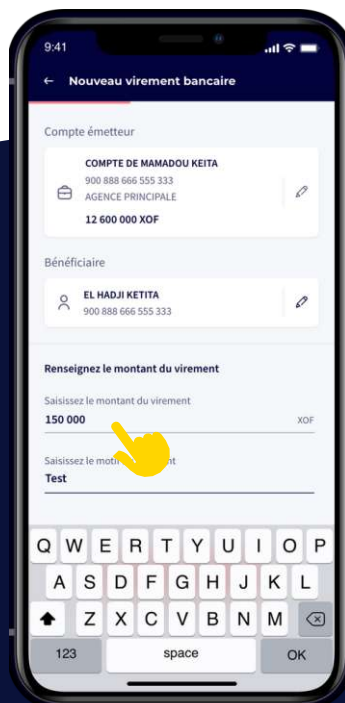 9:41
← Nouveau virement bancaire
Compte émetteur
COMPTE DE MAMADOU KEITA
900 888 666 555 333
AGENCE PRINCIPALE
12 600 000 XOF
Bénéficiaire
EL HADJI KETITA
900 888 666 555 333
Renseignez le montant du virement
Saisissez le montant du virement
150 000 XOF
Saisissez le motif
Test
Q W E R T Y U I O P
A S D F G H J K L
Z X C V B N M
123 space OK